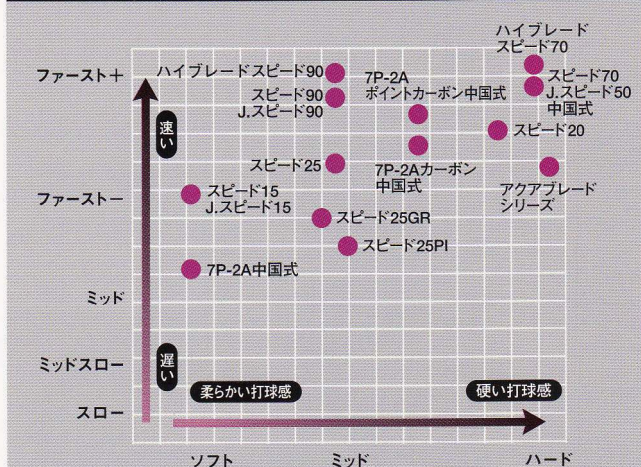 ハイブレード
スピード70
ファースト＋
ハイブレードスピード90
7P-2A
ポイントカーボン中国式
スピード70
J.スピード50
中国式
スピード90
J.スピード90
速い
スピード20
スピード25
7P-2Aカーボン
中国式
アクアブレード
シリーズ
ファーストー
スピード15
J.スピード15
スピード25GR
スピード25PI
7P-2A中国式
ミッド
ミッドスロー
遅い
柔らかい打球感
硬い打球感
スロー
ソフト
ミッド
ハード